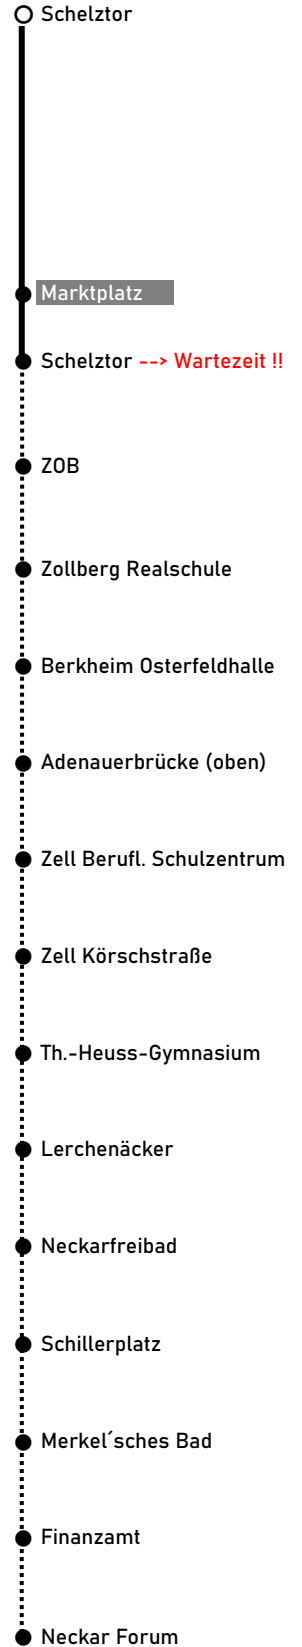 Schelztor
Marktplatz
Schelztor --> Wartezeit !!
ZOB
Zollberg Realschule
Berkheim Osterfeldhalle
Adenauerbrücke (oben)
Zell Berufl. Schulzentrum
Zell Körschstraße
Th.-Heuss-Gymnasium
Lerchenäcker
Neckarfreibad
Schillerplatz
Merkel´sches Bad
Finanzamt
Neckar Forum